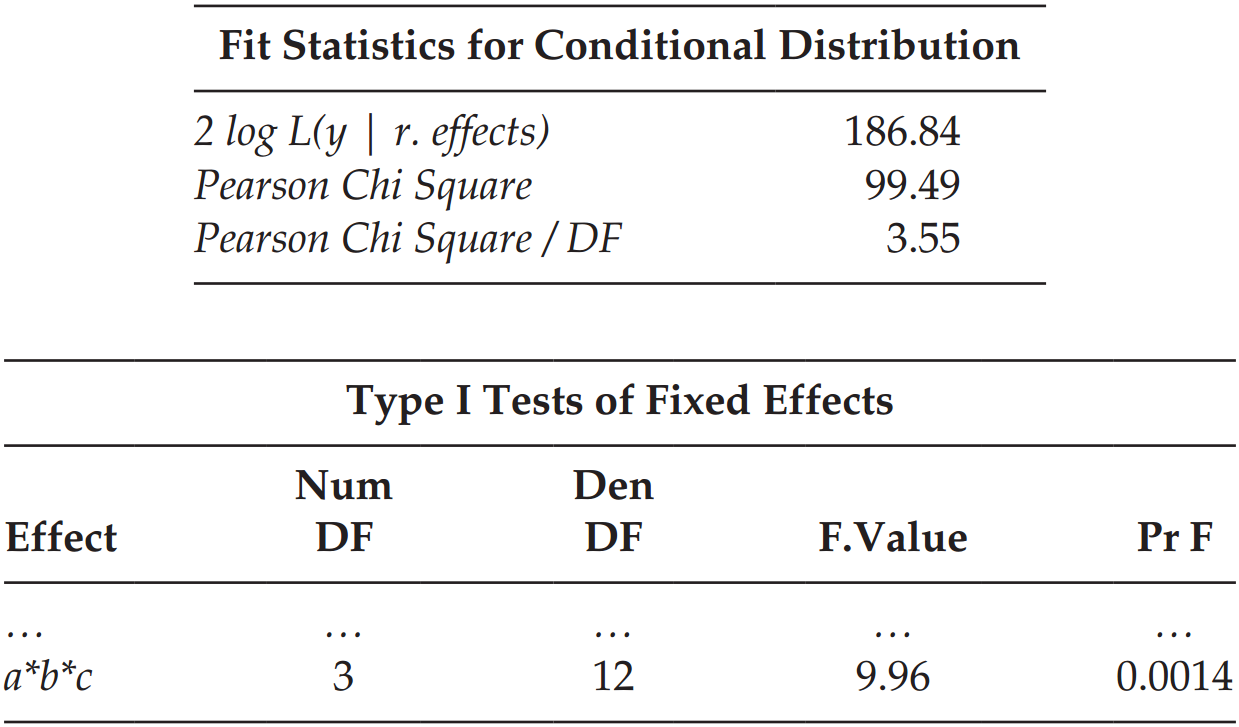 Fit Statistics for Conditional Distribution
2 log L(y | r. effects) 186.84
Pearson Chi Square 99.49
Pearson Chi Square / DF 3.55
Type I Tests of Fixed Effects
Effect Num DF Den DF F.Value Pr F
… … … … …
a*b*c 3 12 9.96 0.0014